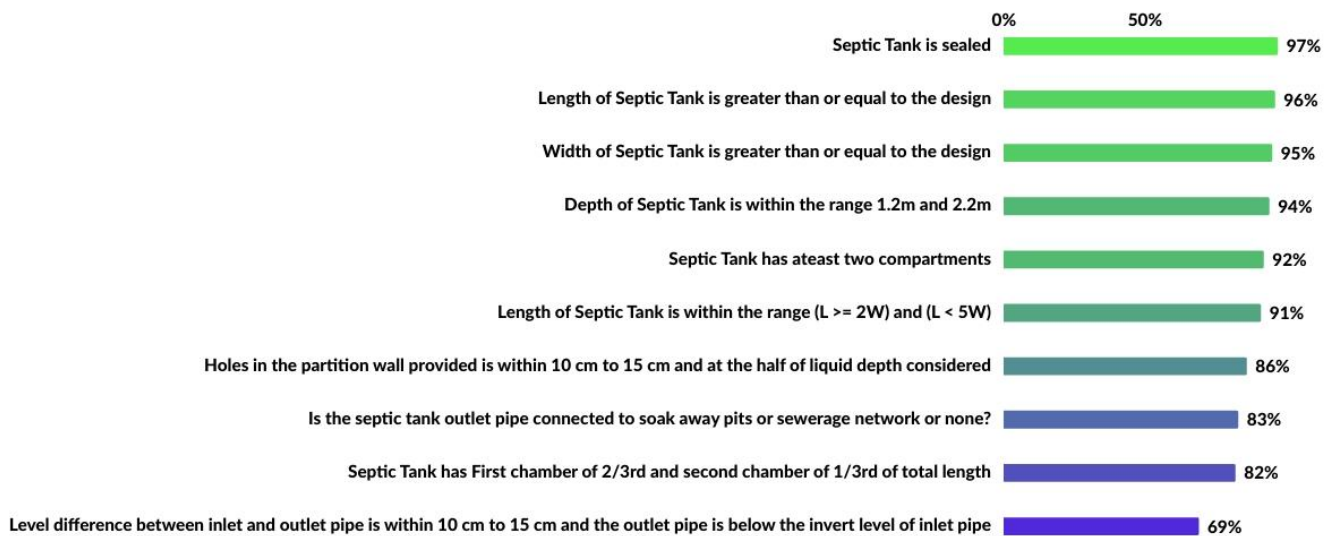 0% 50%
Septic Tank is sealed 97%
Length of Septic Tank is greater than or equal to the design 96%
Width of Septic Tank is greater than or equal to the design 95%
Depth of Septic Tank is within the range 1.2m and 2.2m 94%
Septic Tank has ateast two compartments 92%
Length of Septic Tank is within the range (L >= 2W) and (L < 5W) 91%
Holes in the partition wall provided is within 10 cm to 15 cm and at the half of liquid depth considered 86%
Is the septic tank outlet pipe connected to soak away pits or sewerage network or none? 83%
Septic Tank has First chamber of 2/3rd and second chamber of 1/3rd of total length 82%
Level difference between inlet and outlet pipe is within 10 cm to 15 cm and the outlet pipe is below the invert level of inlet pipe 69%